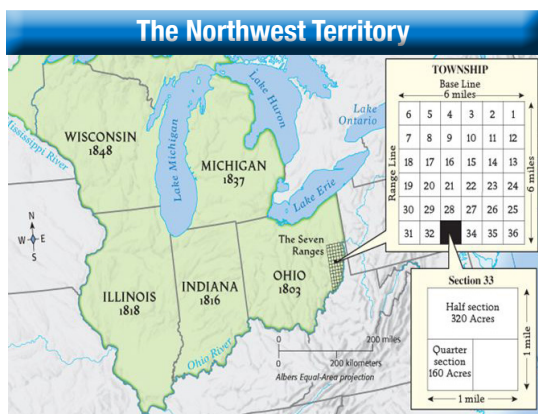 The Northwest Territory
TOWNSHIP
Base Line
6 miles
Range Line
6 5 4 3 2 1
7 8 9 10 11 12
18 17 16 15 14 13
19 20 21 22 23 24
30 29 28 27 26 25
31 32 34 35 36
6 miles
Section 33
Half section
320 Acres
Quarter
section
160 Acres
1 mile
1 mile
Lake Huron
Lake
Ontario
Lake Michigan
Lake Erie
Mississippi River
WISCONSIN
1848
MICHIGAN
1837
The Seven
Ranges
ILLINOIS
1818
INDIANA
1816
OHIO
1803
Ohio River
N
W E
S
0 200 miles
0 200 kilometers
Albers Equal-Area projection